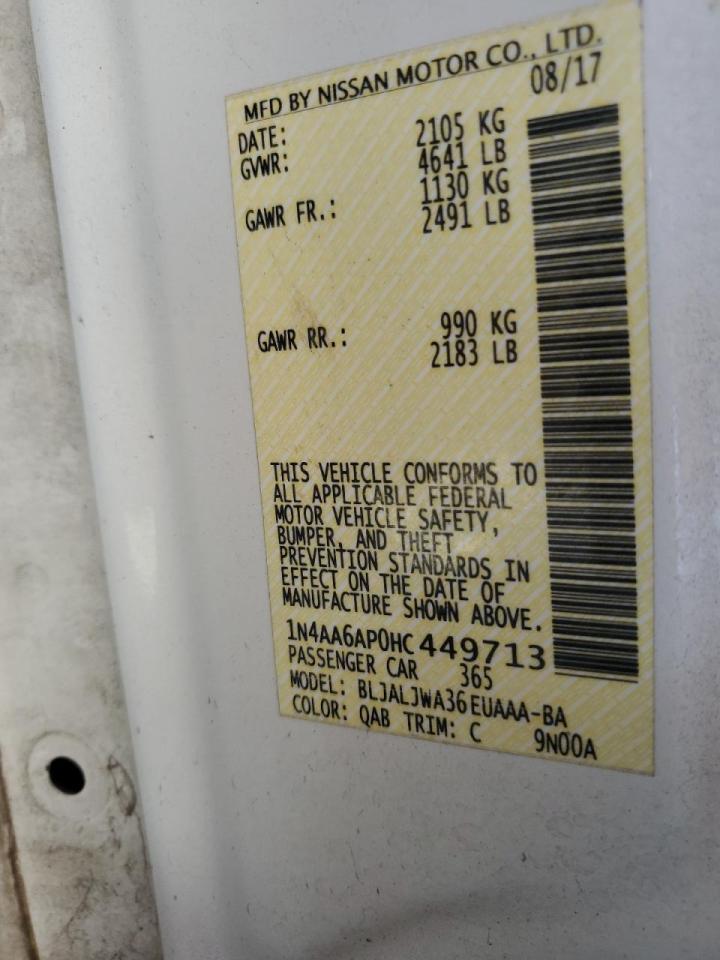 MFD BY NISSAN MOTOR CO., LTD.
DATE: 08/17
GVWR: 2105 KG
4641 LB
GAWR FR.: 1130 KG
2491 LB
GAWR RR.: 990 KG
2183 LB
THIS VEHICLE CONFORMS TO
ALL APPLICABLE FEDERAL
MOTOR VEHICLE SAFETY,
BUMPER, AND THEFT
PREVENTION STANDARDS IN
EFFECT ON THE DATE OF
MANUFACTURE SHOWN ABOVE.
1N4AA6AP0HC449713
PASSENGER CAR 365
MODEL: BLJALJWA36EUAAA-BA
COLOR: QAB TRIM: C 9N00A